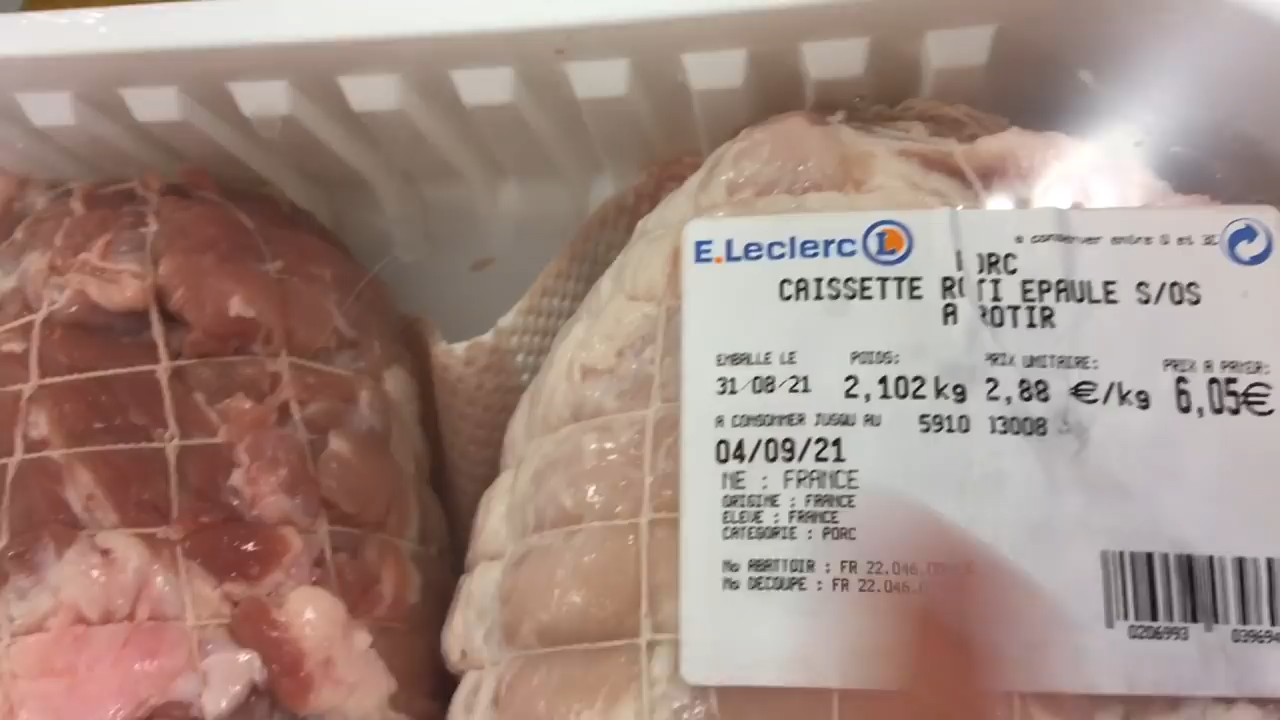 E.Leclerc L
a conserver entre 0 et
PORC
CAISSETTE ROTI EPAULE S/OS
A ROTIR
EMBALLE LE POIDS: PRIX UNITAIRE: PRIX A PAYER:
31/08/21 2,102 kg 2,88 €/kg 6,05€
A CONSOMMER JUSQU AU 5910 13008
04/09/21
NE : FRANCE
ORIGINE : FRANCE
ELEVE : FRANCE
CATEGORIE : PORC
No ABATTOIR : FR 22.046.
No DECOUPE : FR 22.046.
0206993 039694